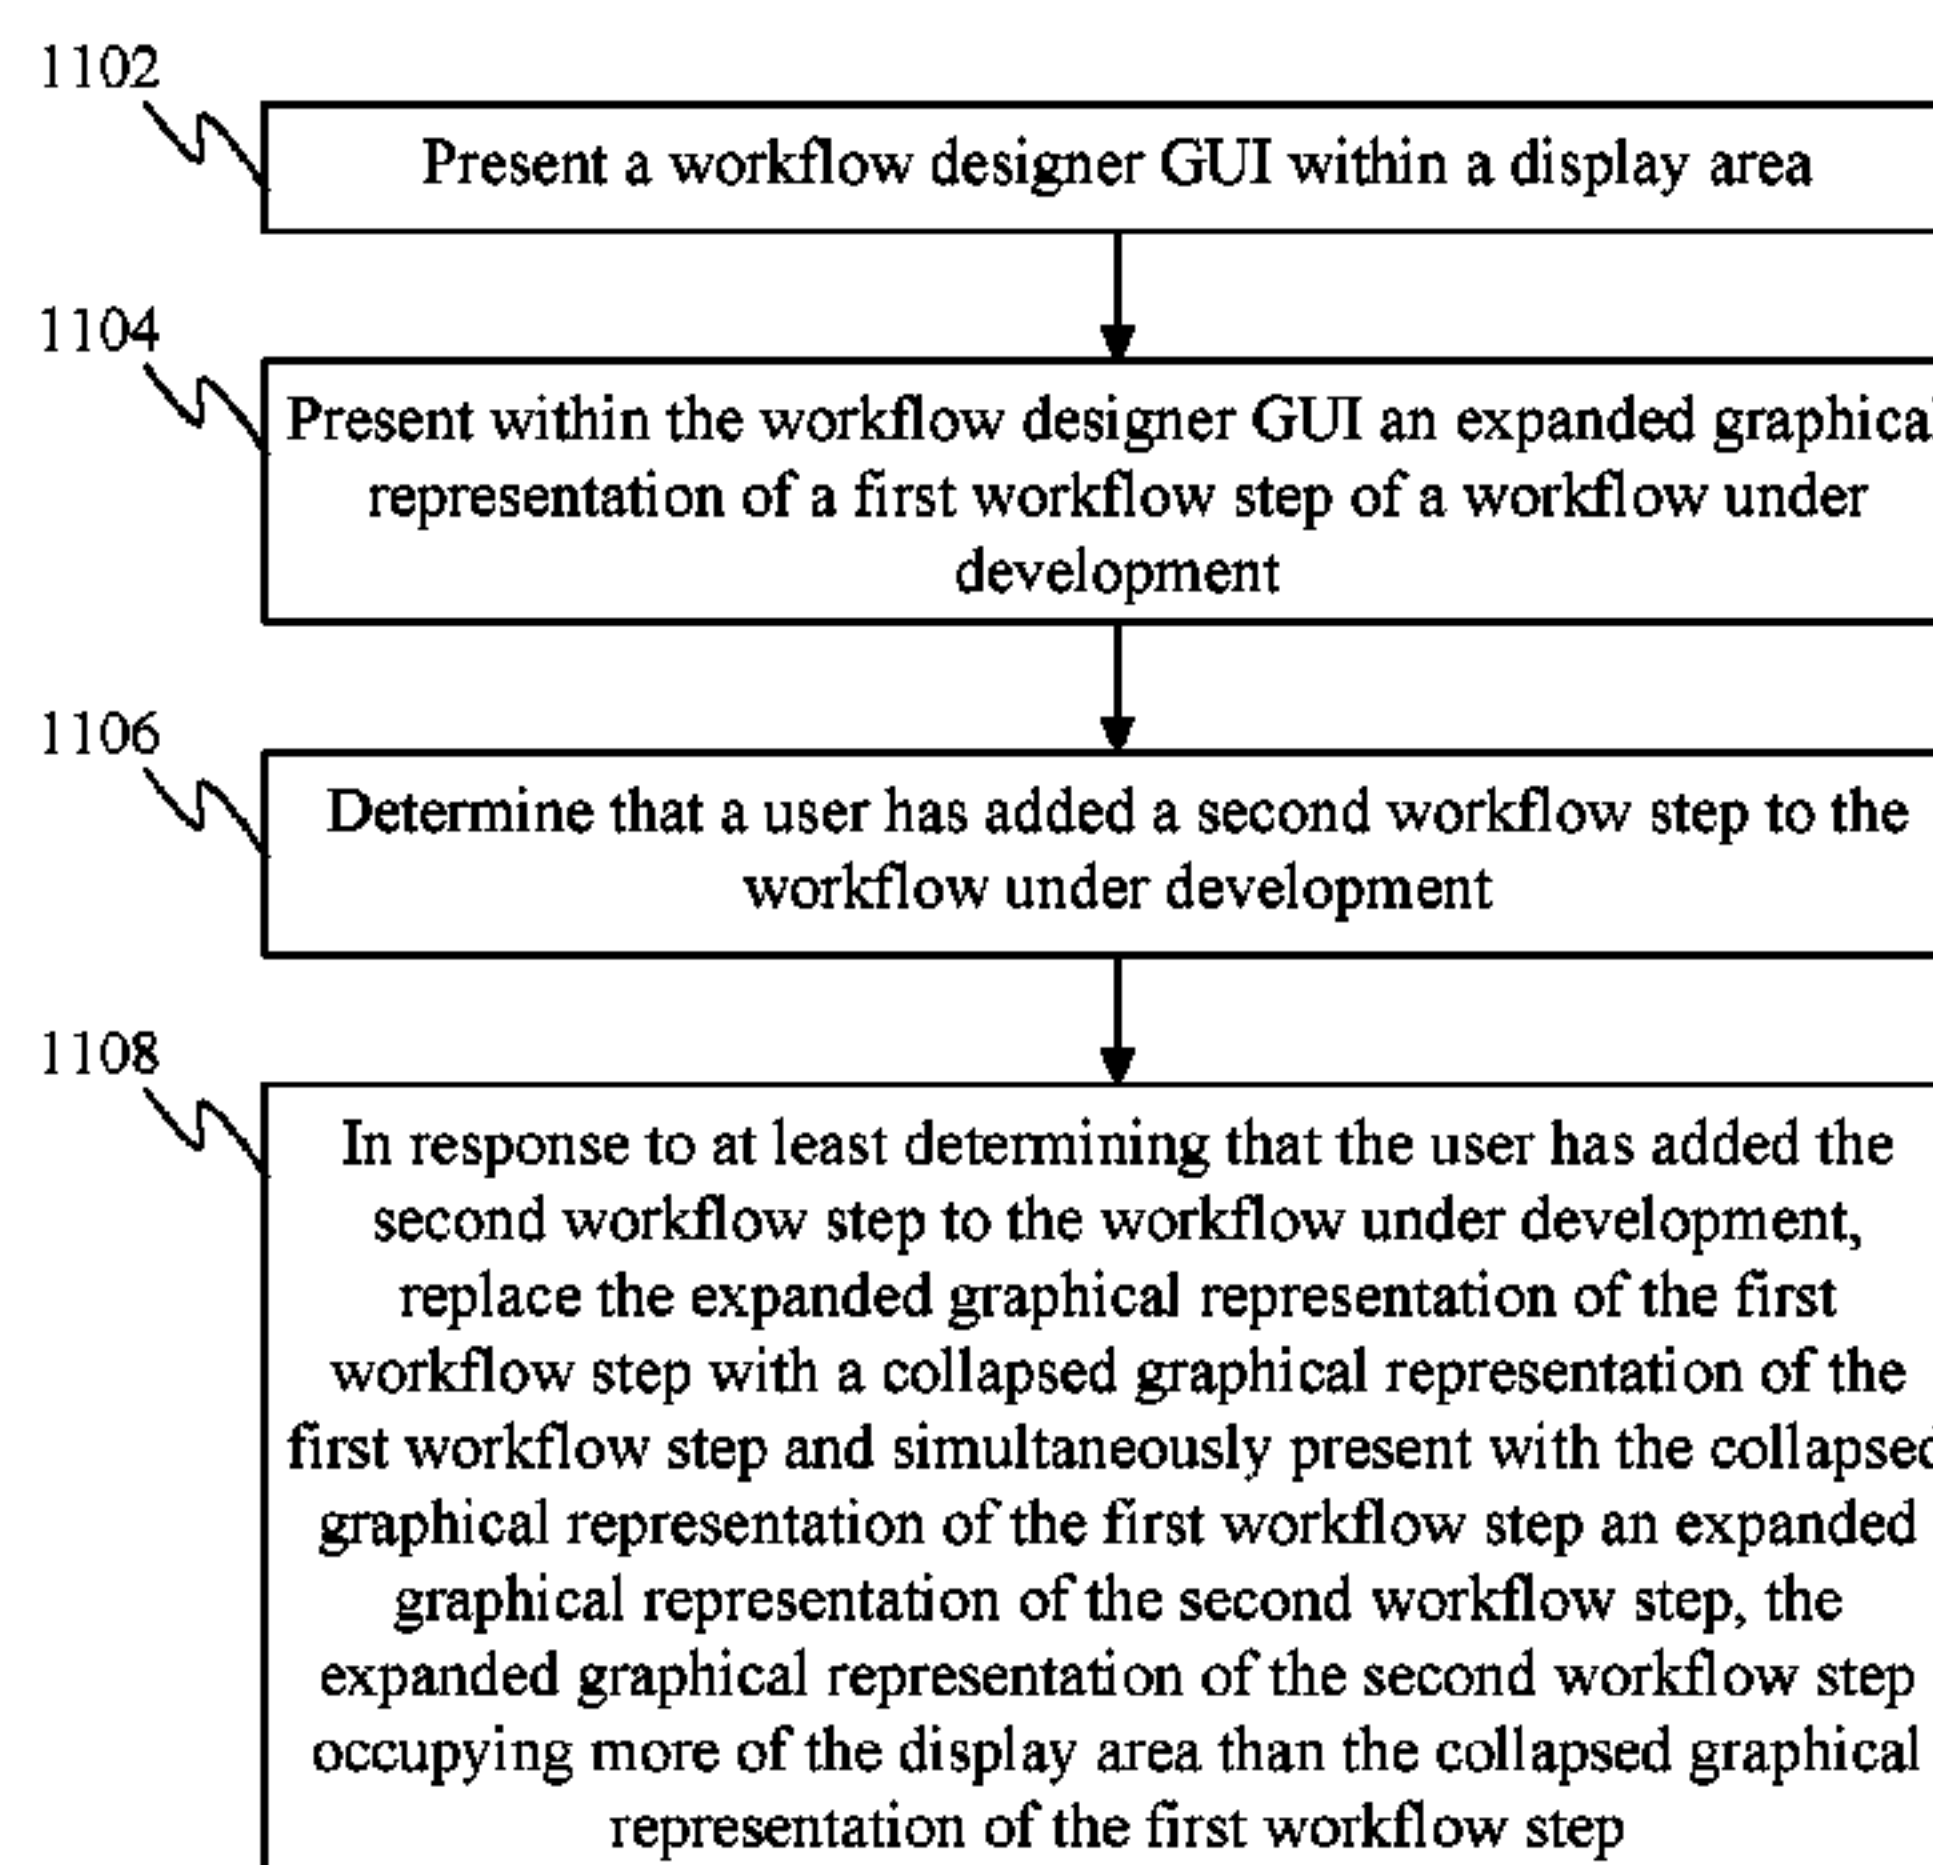 1102
Present a workflow designer GUI within a display area
1104
Present within the workflow designer GUI an expanded graphical
representation of a first workflow step of a workflow under
development
1106
Determine that a user has added a second workflow step to the
workflow under development
1108
In response to at least determining that the user has added the
second workflow step to the workflow under development,
replace the expanded graphical representation of the first
workflow step with a collapsed graphical representation of the
first workflow step and simultaneously present with the collapsed
graphical representation of the first workflow step an expanded
graphical representation of the second workflow step, the
expanded graphical representation of the second workflow step
occupying more of the display area than the collapsed graphical
representation of the first workflow step